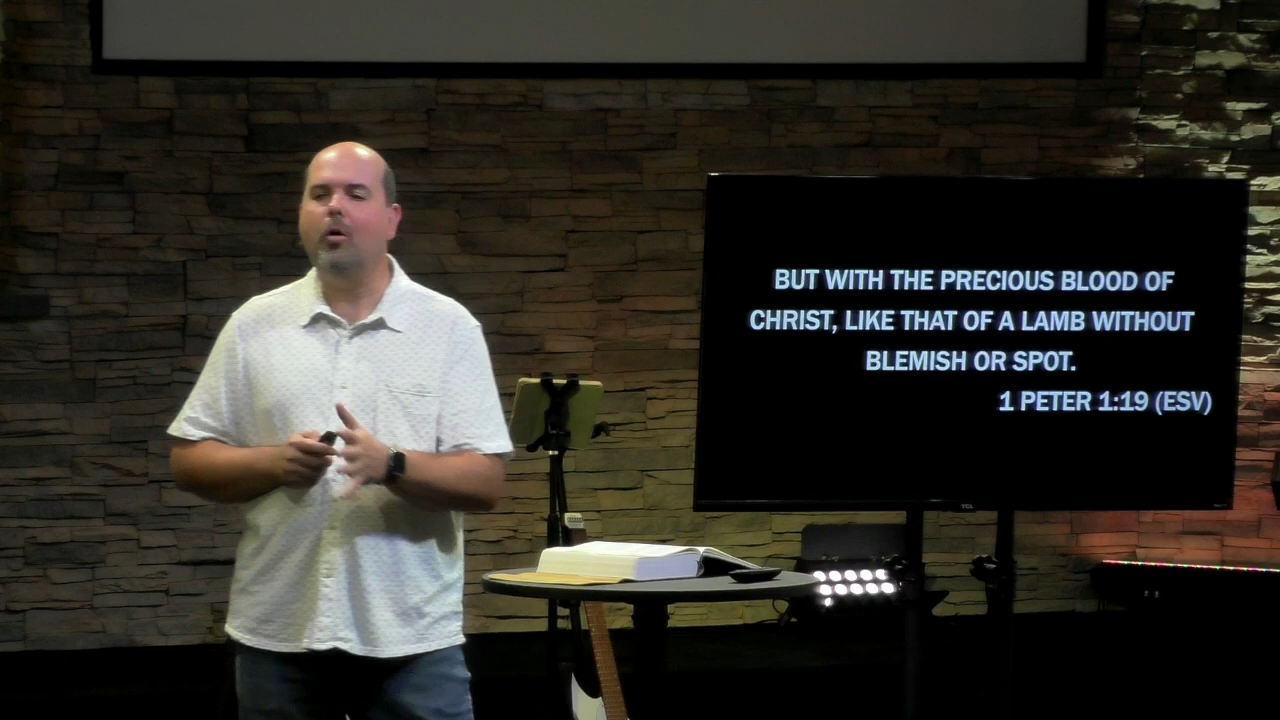 BUT WITH THE PRECIOUS BLOOD OF
CHRIST, LIKE THAT OF A LAMB WITHOUT
BLEMISH OR SPOT.
1 PETER 1:19 (ESV)
TCL